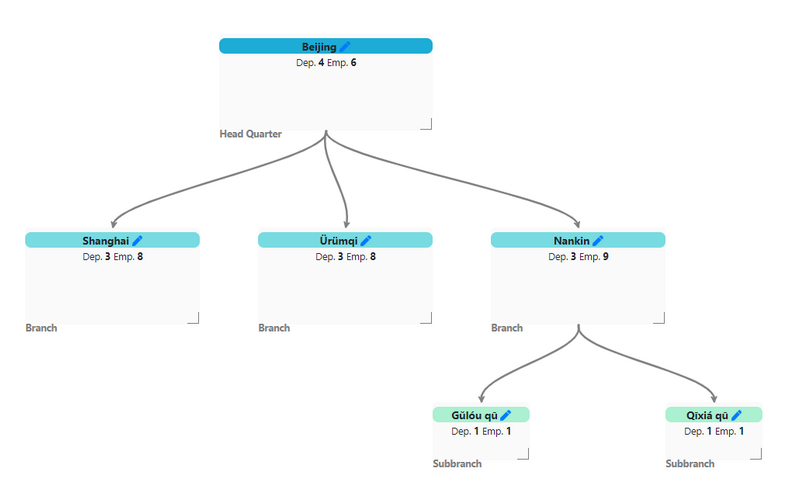 Beijing
Dep. 4 Emp. 6
Head Quarter
Shanghai
Dep. 3 Emp. 8
Branch
Ürümqi
Dep. 3 Emp. 8
Branch
Nankin
Dep. 3 Emp. 9
Branch
Gŭlóu qū
Dep. 1 Emp. 1
Subbranch
Qīxiá qū
Dep. 1 Emp. 1
Subbranch